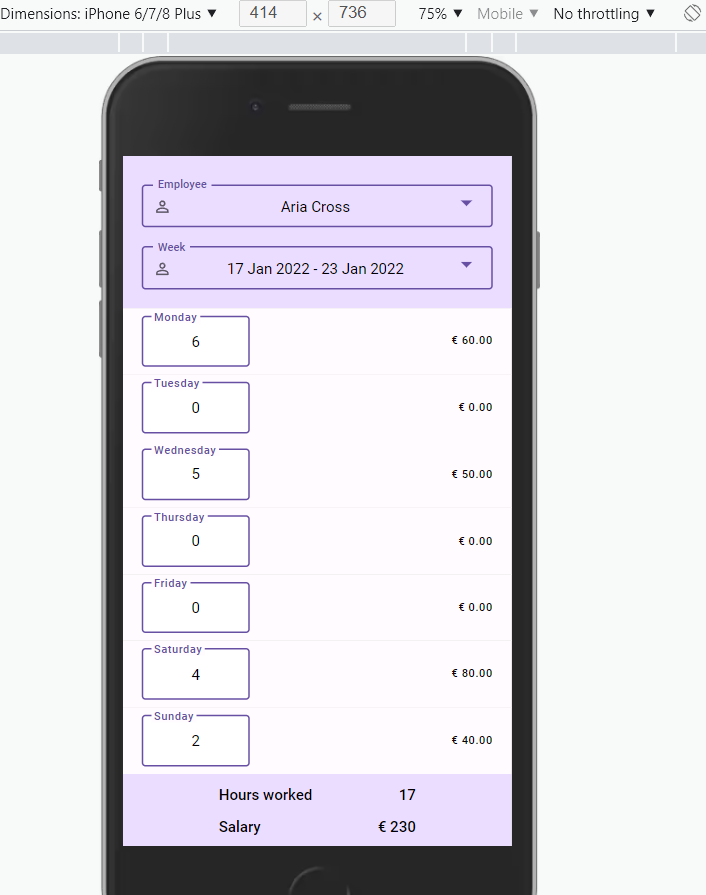 Dimensions: iPhone 6/7/8 Plus ▼ 414 × 736 75% ▼ Mobile ▼ No throttling ▼
Employee
Aria Cross
Week
17 Jan 2022 - 23 Jan 2022
Monday
6 € 60.00
Tuesday
0 € 0.00
Wednesday
5 € 50.00
Thursday
0 € 0.00
Friday
0 € 0.00
Saturday
4 € 80.00
Sunday
2 € 40.00
Hours worked 17
Salary € 230